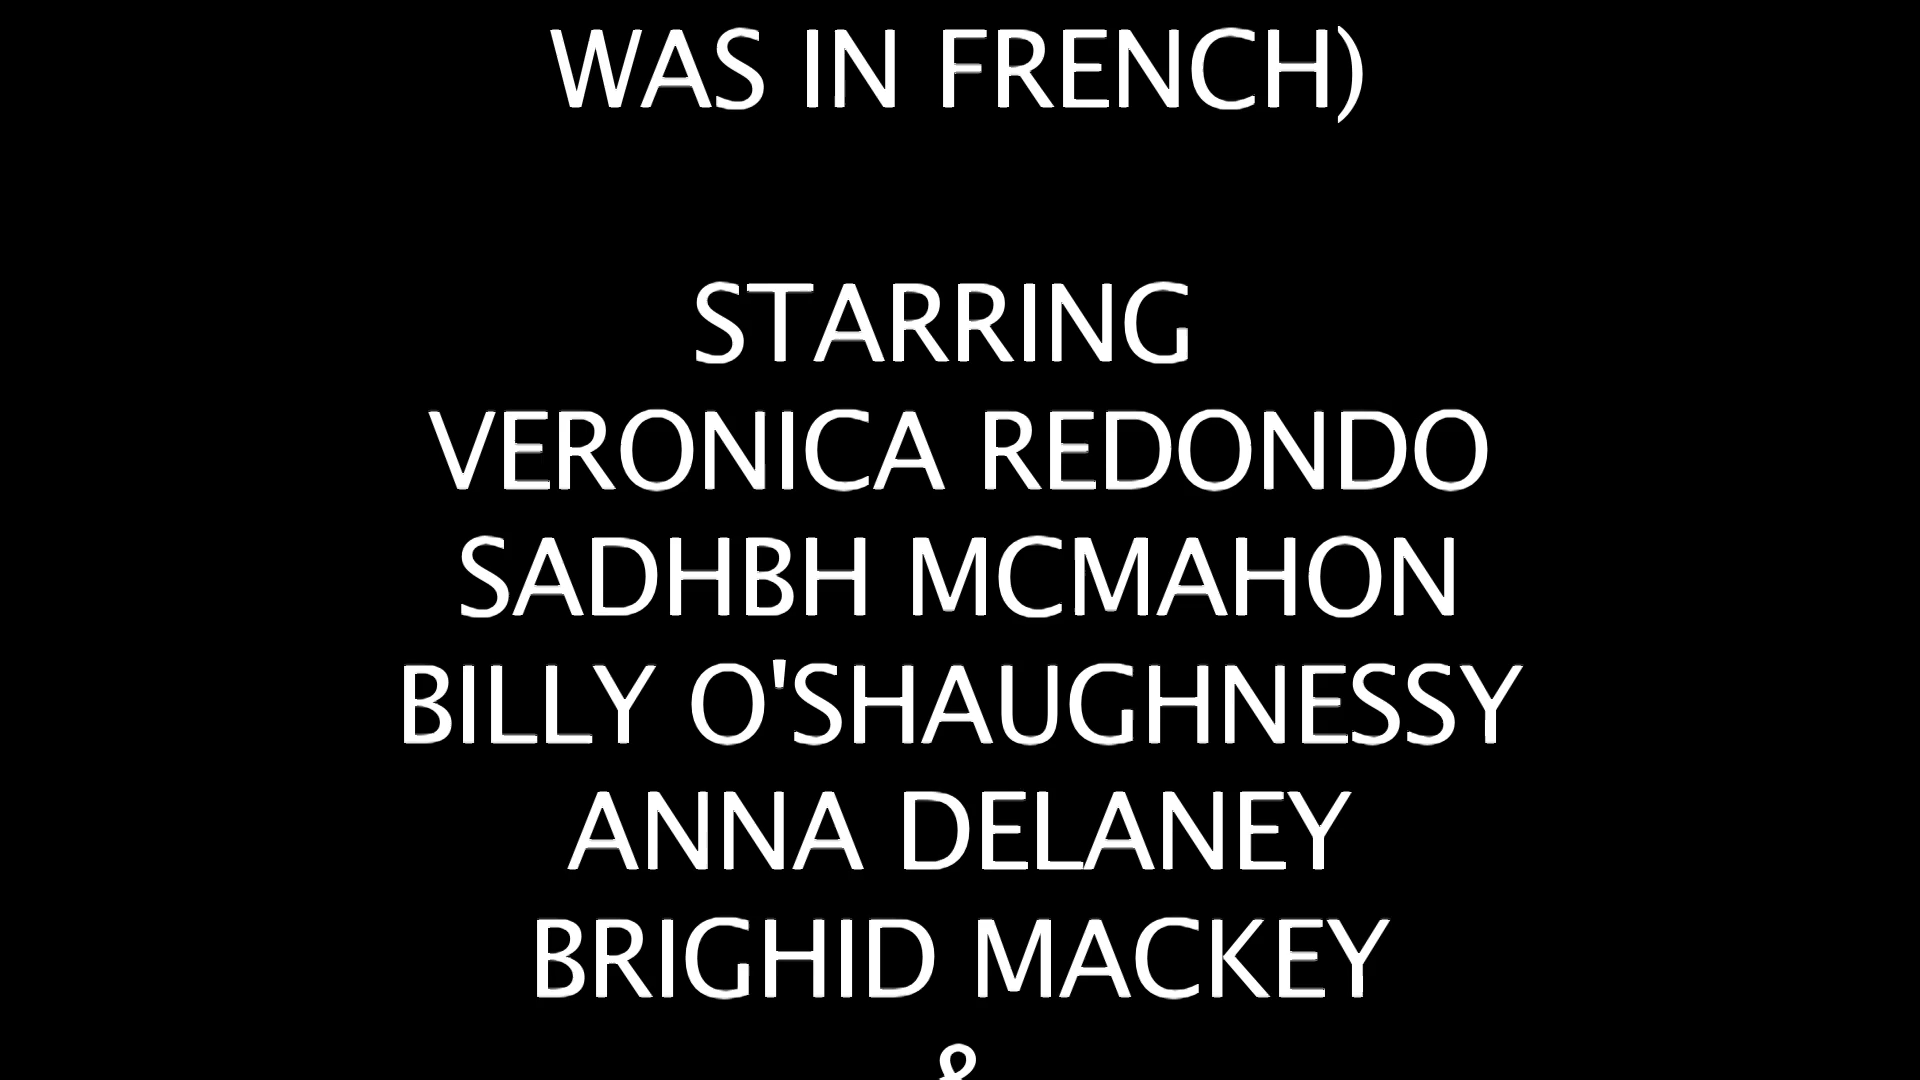 WAS IN FRENCH)
STARRING
VERONICA REDONDO
SADHBH MCMAHON
BILLY O'SHAUGHNESSY
ANNA DELANEY
BRIGHID MACKEY
&